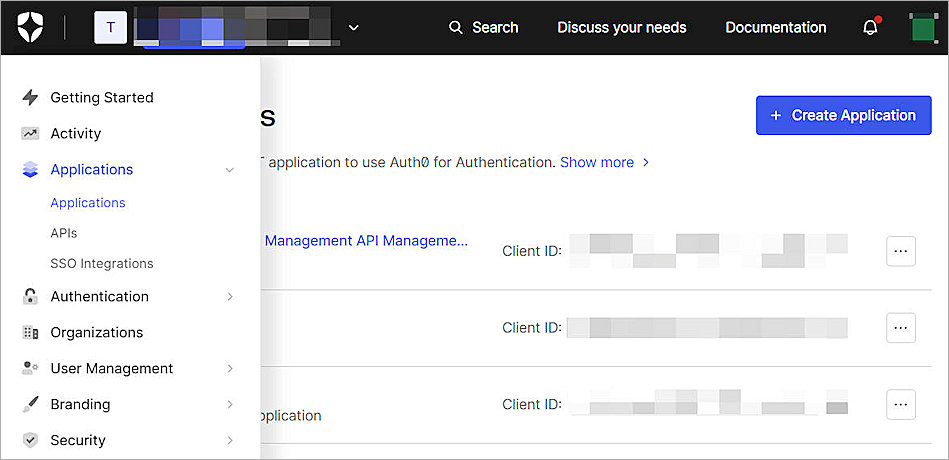 T
Search
Discuss your needs
Documentation
Getting Started
Activity
Applications
Applications
APIs
SSO Integrations
Authentication
Organizations
User Management
Branding
Security
s
+ Create Application
application to use Auth0 for Authentication. Show more
Management API Manageme...
Client ID:
Client ID:
pplication
Client ID: